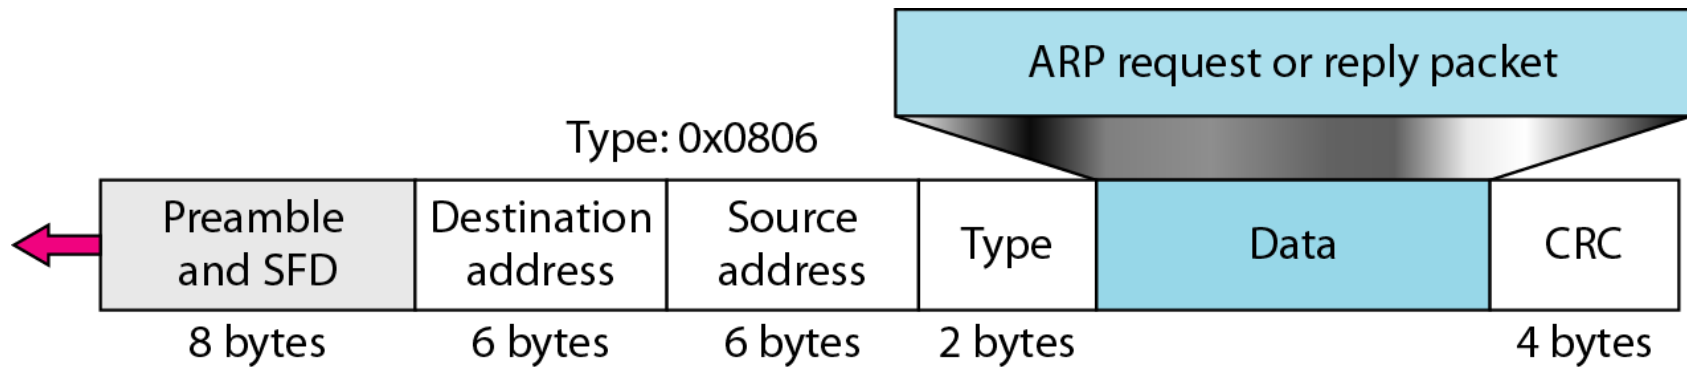 ARP request or reply packet
Type: 0x0806
Preamble
and SFD
Destination
address
Source
address
Type
Data
CRC
8 bytes
6 bytes
6 bytes
2 bytes
4 bytes